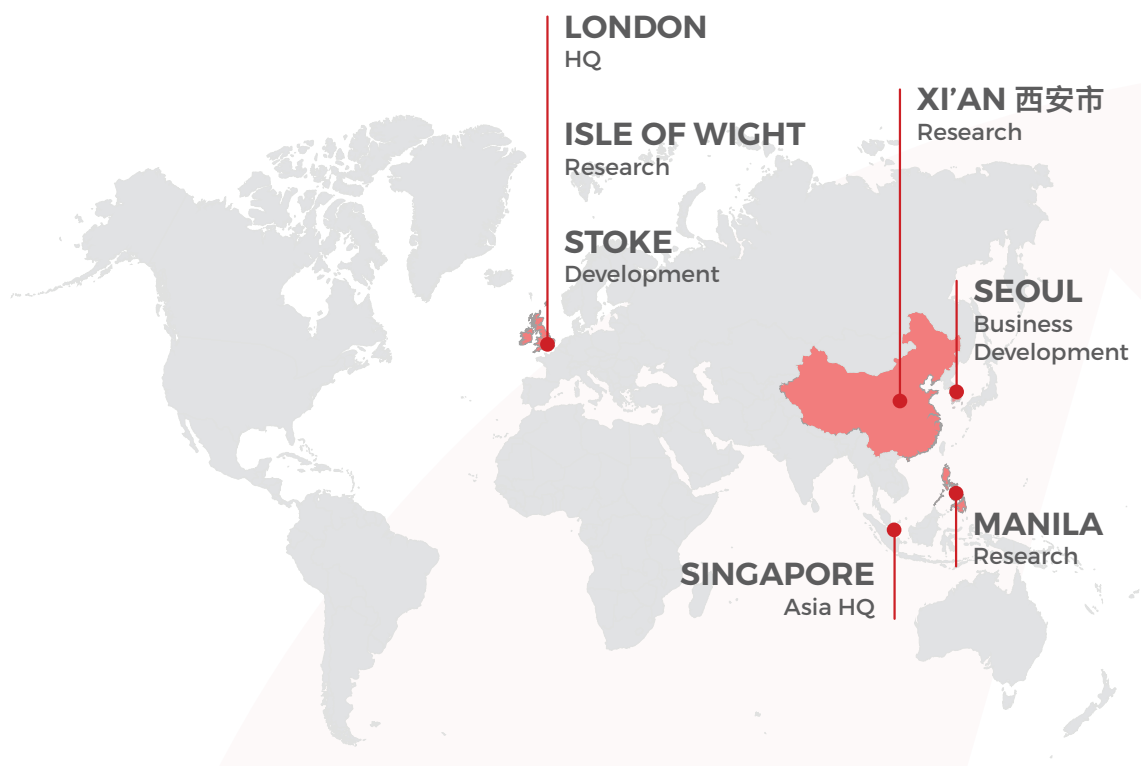 LONDON
HQ
ISLE OF WIGHT
Research
STOKE
Development
XI’AN 西安市
Research
SEOUL
Business
Development
MANILA
Research
SINGAPORE
Asia HQ